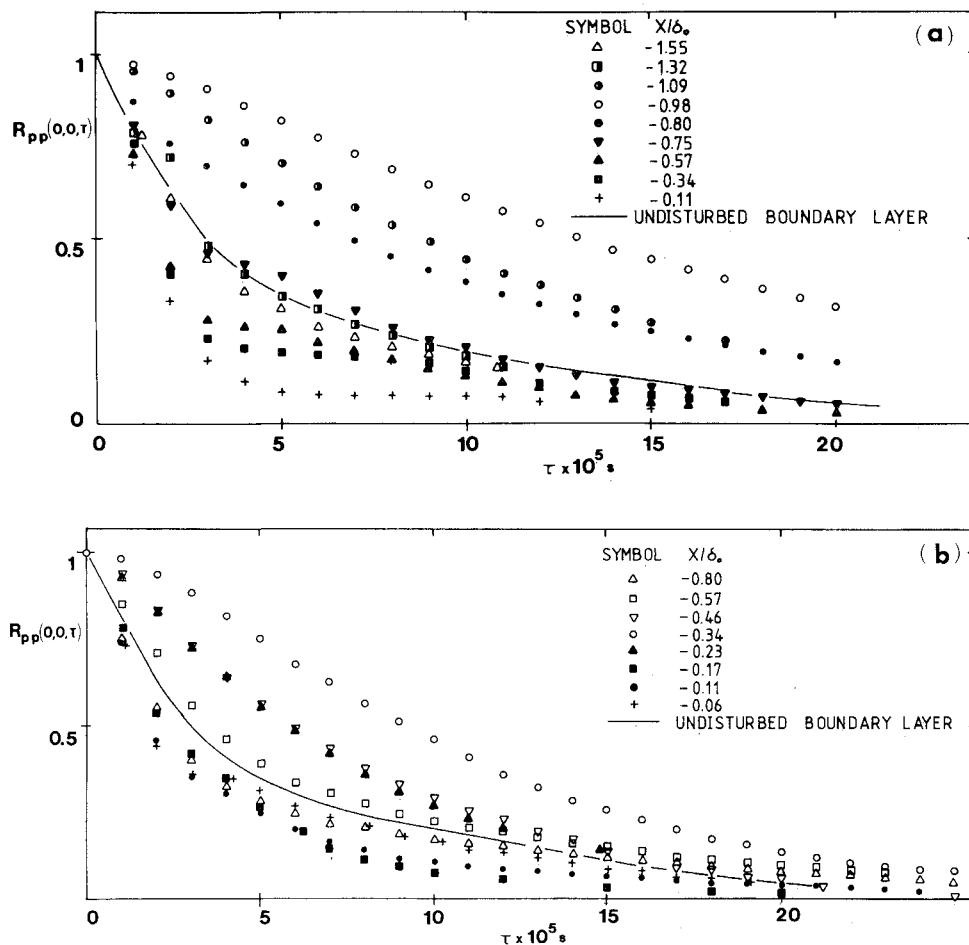 (a)
SYMBOL X/δ₀
△ -1.55
◨ -1.32
◑ -1.09
○ -0.98
● -0.80
▼ -0.75
▲ -0.57
■ -0.34
+ -0.11
— UNDISTURBED BOUNDARY LAYER
1
Rpp(0,0,τ)
0.5
0
0 5 10 15 20
τ × 10⁵ s
(b)
SYMBOL X/δ₀
△ -0.80
□ -0.57
▽ -0.46
○ -0.34
▲ -0.23
■ -0.17
● -0.11
+ -0.06
— UNDISTURBED BOUNDARY LAYER
1
Rpp(0,0,τ)
0.5
0 5 10 15 20
τ × 10⁵ s